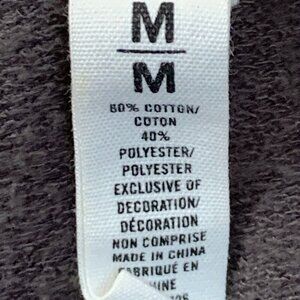 M
M
60% COTTON/
COTON
40%
POLYESTER/
POLYESTER
EXCLUSIVE OF
DECORATION/
DÉCORATION
NON COMPRISE
MADE IN CHINA
FABRIQUÉ EN